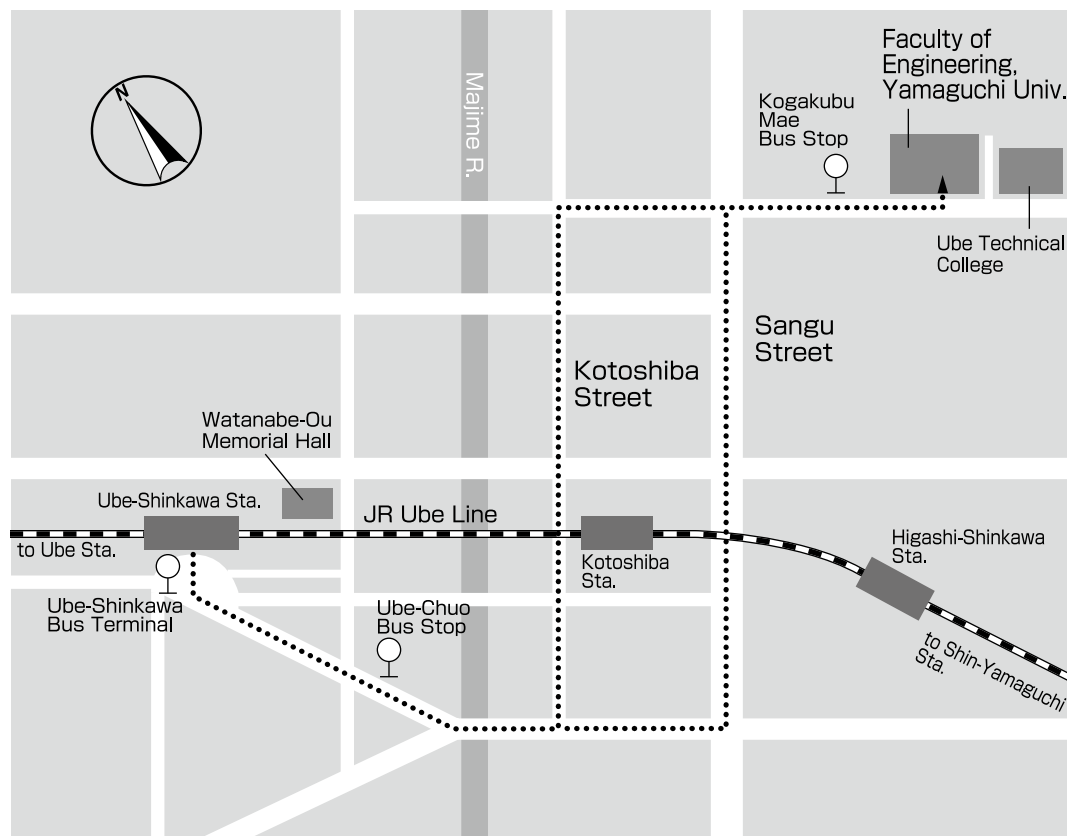 N
Majime R.
Faculty of
Engineering,
Yamaguchi Univ.
Kogakubu
Mae
Bus Stop
Ube Technical
College
Sangu
Street
Kotoshiba
Street
Watanabe-Ou
Memorial Hall
Ube-Shinkawa Sta.
JR Ube Line
to Ube Sta.
Kotoshiba
Sta.
Higashi-Shinkawa
Sta.
Ube-Shinkawa
Bus Terminal
Ube-Chuo
Bus Stop
to Shin-Yamaguchi
Sta.